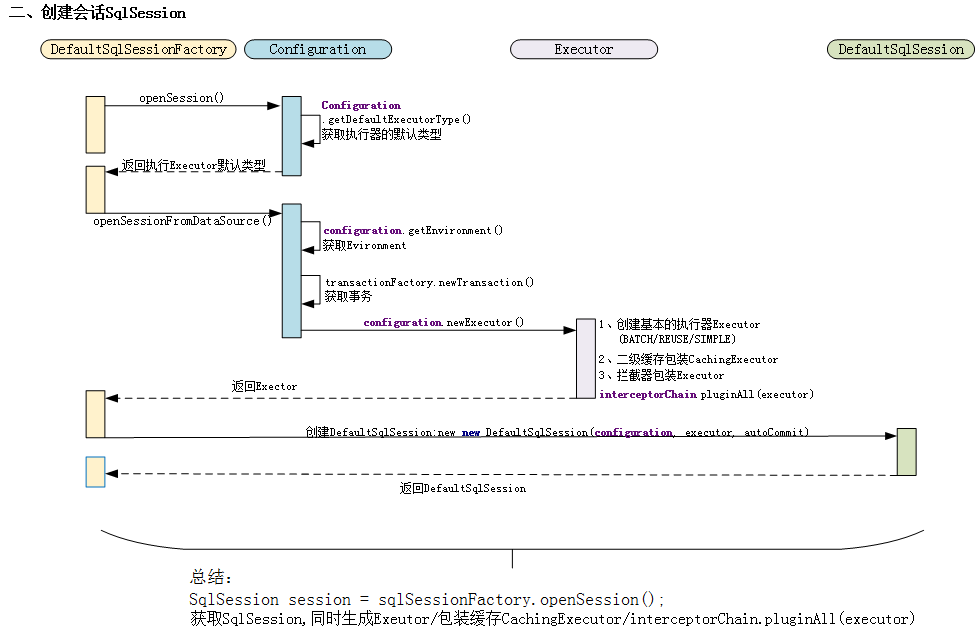 二、创建会话SqlSession
DefaultSqlSessionFactory
Configuration
Executor
DefaultSqlSession
openSession()
Configuration
.getDefaultExecutorType()
获取执行器的默认类型
返回执行Executor默认类型
openSessionFromDataSource()
configuration.getEnvironment()
获取Evironment
transactionFactory.newTransaction()
获取事务
configuration.newExecutor()
1、创建基本的执行器Executor
(BATCH/REUSE/SIMPLE)
2、二级缓存包装CachingExecutor
3、拦截器包装Executor
interceptorChain.pluginAll(executor)
返回Exector
创建DefaultSqlSession:new new DefaultSqlSession(configuration, executor, autoCommit)
返回DefaultSqlSession
总结:
SqlSession session = sqlSessionFactory.openSession();
获取SqlSession,同时生成Exeutor/包装缓存CachingExecutor/interceptorChain.pluginAll(executor)